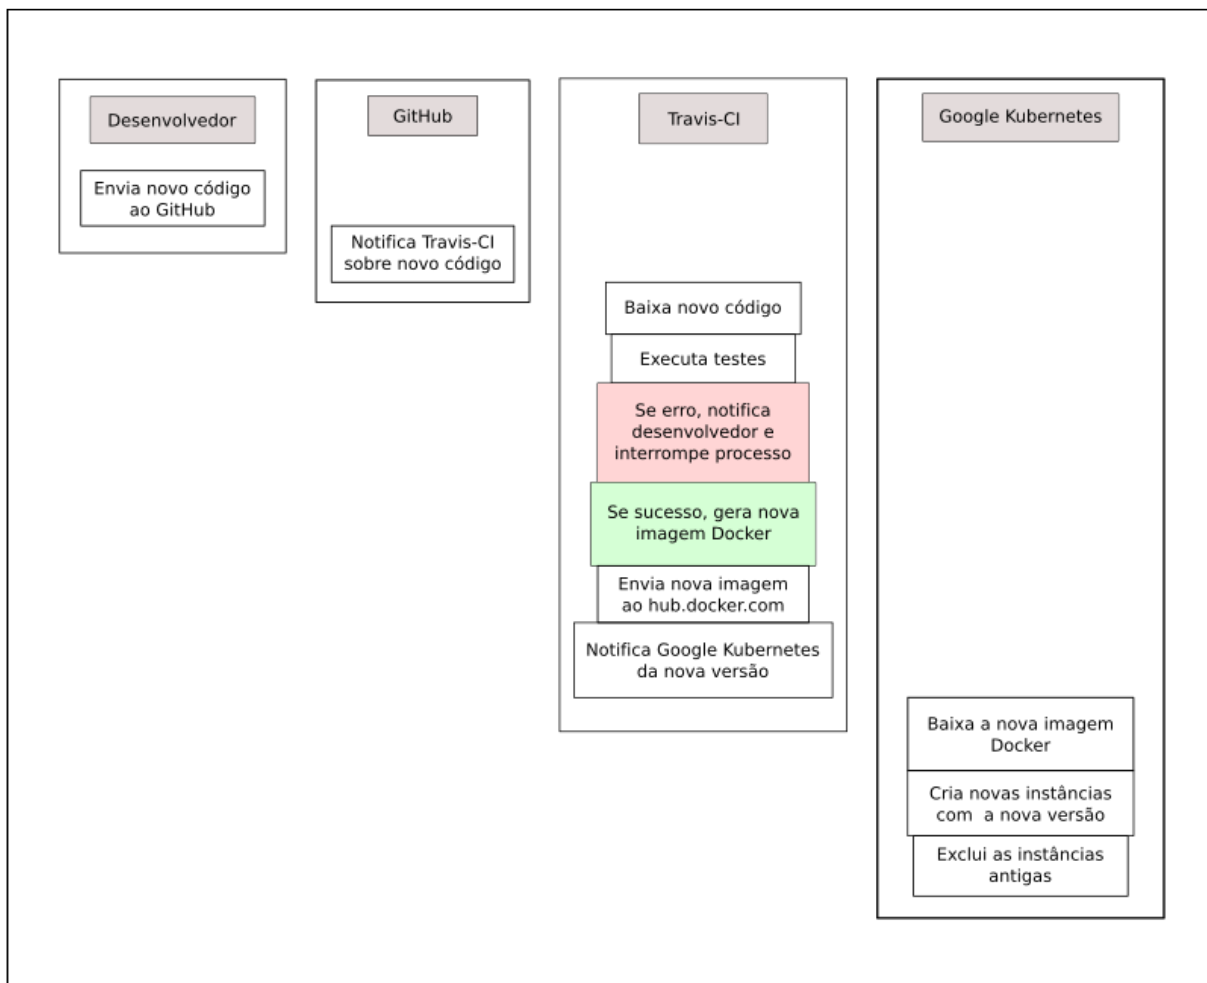 Desenvolvedor
Envia novo código
ao GitHub
GitHub
Notifica Travis-CI
sobre novo código
Travis-CI
Baixa novo código
Executa testes
Se erro, notifica
desenvolvedor e
interrompe processo
Se sucesso, gera nova
imagem Docker
Envia nova imagem
ao hub.docker.com
Notifica Google Kubernetes
da nova versão
Google Kubernetes
Baixa a nova imagem
Docker
Cria novas instâncias
com  a nova versão
Exclui as instâncias
antigas